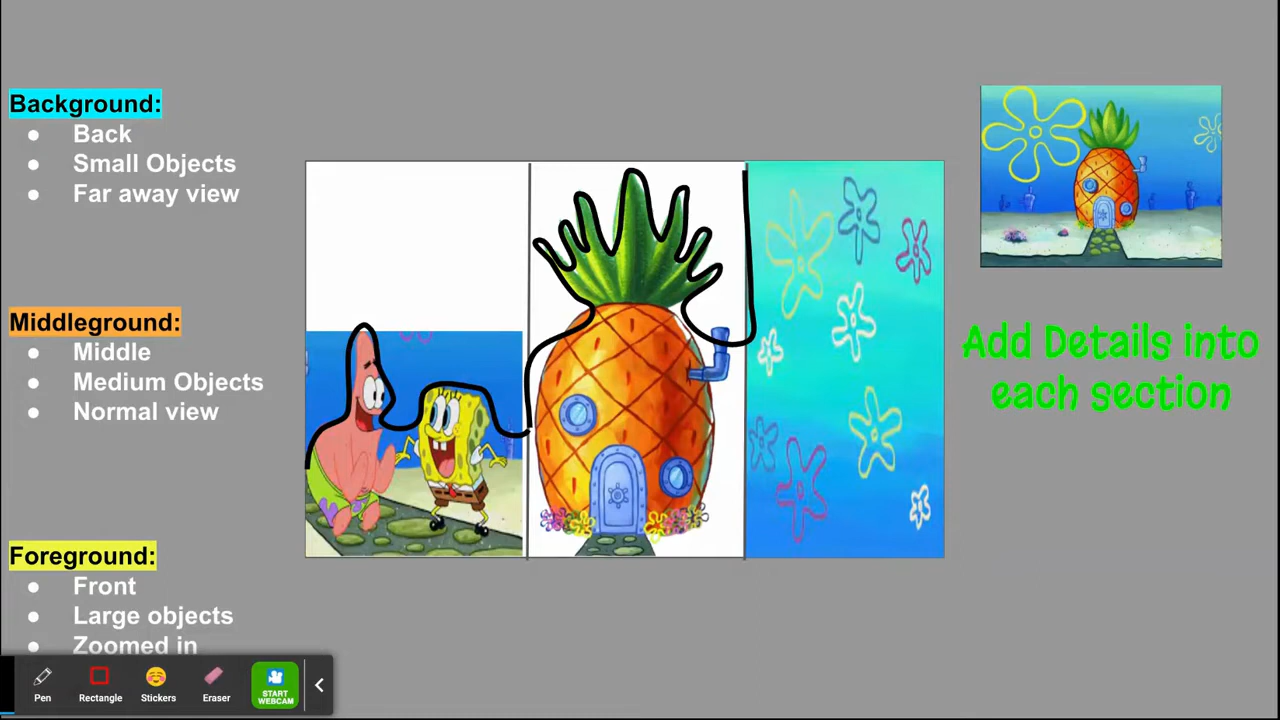 Background:
Back
Small Objects
Far away view
Middleground:
Middle
Medium Objects
Normal view
Foreground:
Front
Large objects
Zoomed in
Add Details into
each section
Pen
Rectangle
Stickers
Eraser
START
WEBCAM